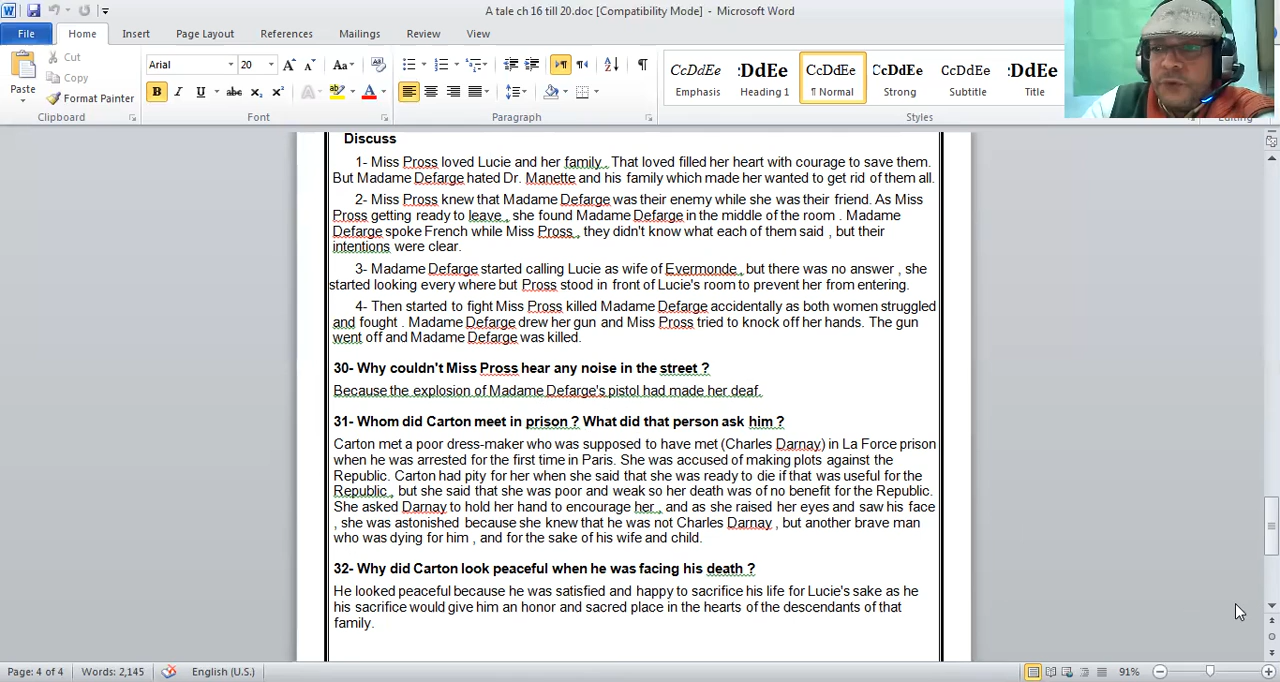 A tale ch 16 till 20.doc [Compatibility Mode] - Microsoft Word
File Home Insert Page Layout References Mailings Review View
Paste
Cut
Copy
Format Painter
Clipboard
Arial 20
Font
Paragraph
CcDdEe :DdEe CcDdEe CcDdEe CcDdEe :DdEe
Emphasis Heading 1 ¶ Normal Strong Subtitle Title
Styles
Editing
Discuss
1- Miss Pross loved Lucie and her family . That loved filled her heart with courage to save them.
But Madame Defarge hated Dr. Manette and his family which made her wanted to get rid of them all.
2- Miss Pross knew that Madame Defarge was their enemy while she was their friend. As Miss
Pross getting ready to leave , she found Madame Defarge in the middle of the room . Madame
Defarge spoke French while Miss Pross , they didn't know what each of them said , but their
intentions were clear.
3- Madame Defarge started calling Lucie as wife of Evermonde , but there was no answer , she
started looking every where but Pross stood in front of Lucie's room to prevent her from entering.
4- Then started to fight Miss Pross killed Madame Defarge accidentally as both women struggled
and fought . Madame Defarge drew her gun and Miss Pross tried to knock off her hands. The gun
went off and Madame Defarge was killed.
30- Why couldn't Miss Pross hear any noise in the street ?
Because the explosion of Madame Defarge's pistol had made her deaf.
31- Whom did Carton meet in prison ? What did that person ask him ?
Carton met a poor dress-maker who was supposed to have met (Charles Darnay) in La Force prison
when he was arrested for the first time in Paris. She was accused of making plots against the
Republic. Carton had pity for her when she said that she was ready to die if that was useful for the
Republic , but she said that she was poor and weak so her death was of no benefit for the Republic.
She asked Darnay to hold her hand to encourage her , and as she raised her eyes and saw his face
, she was astonished because she knew that he was not Charles Darnay , but another brave man
who was dying for him , and for the sake of his wife and child.
32- Why did Carton look peaceful when he was facing his death ?
He looked peaceful because he was satisfied and happy to sacrifice his life for Lucie's sake as he
his sacrifice would give him an honor and sacred place in the hearts of the descendants of that
family.
Page: 4 of 4 Words: 2,145 English (U.S.) 91%